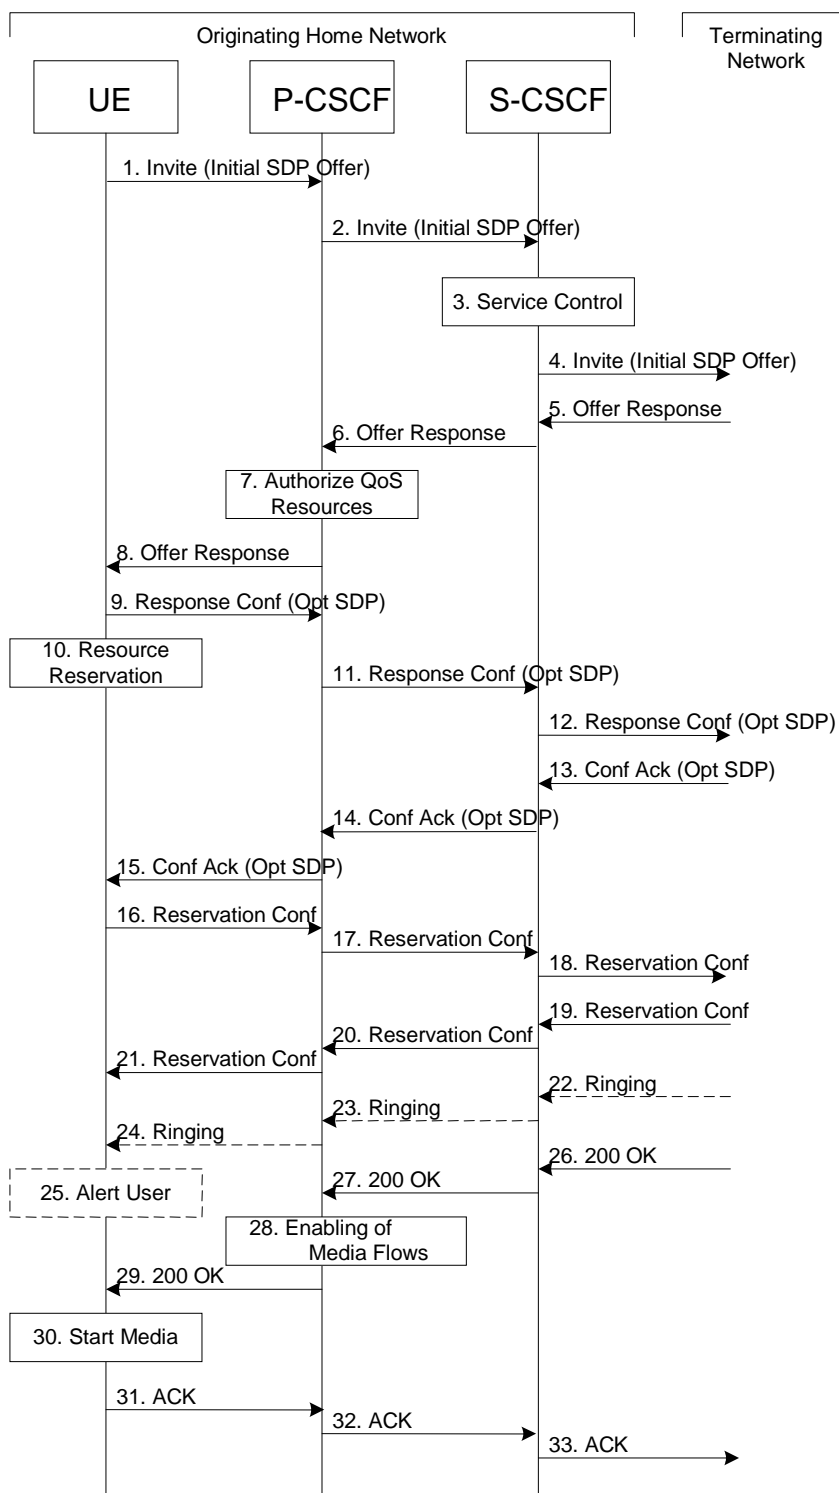 Originating Home Network
Terminating
Network
UE
P-CSCF
S-CSCF
1. Invite (Initial SDP Offer)
2. Invite (Initial SDP Offer)
3. Service Control
4. Invite (Initial SDP Offer)
5. Offer Response
6. Offer Response
7. Authorize QoS
Resources
8. Offer Response
9. Response Conf (Opt SDP)
10. Resource
Reservation
11. Response Conf (Opt SDP)
12. Response Conf (Opt SDP)
13. Conf Ack (Opt SDP)
14. Conf Ack (Opt SDP)
15. Conf Ack (Opt SDP)
16. Reservation Conf
17. Reservation Conf
18. Reservation Conf
19. Reservation Conf
20. Reservation Conf
21. Reservation Conf
22. Ringing
23. Ringing
24. Ringing
26. 200 OK
25. Alert User
27. 200 OK
28. Enabling of
Media Flows
29. 200 OK
30. Start Media
31. ACK
32. ACK
33. ACK